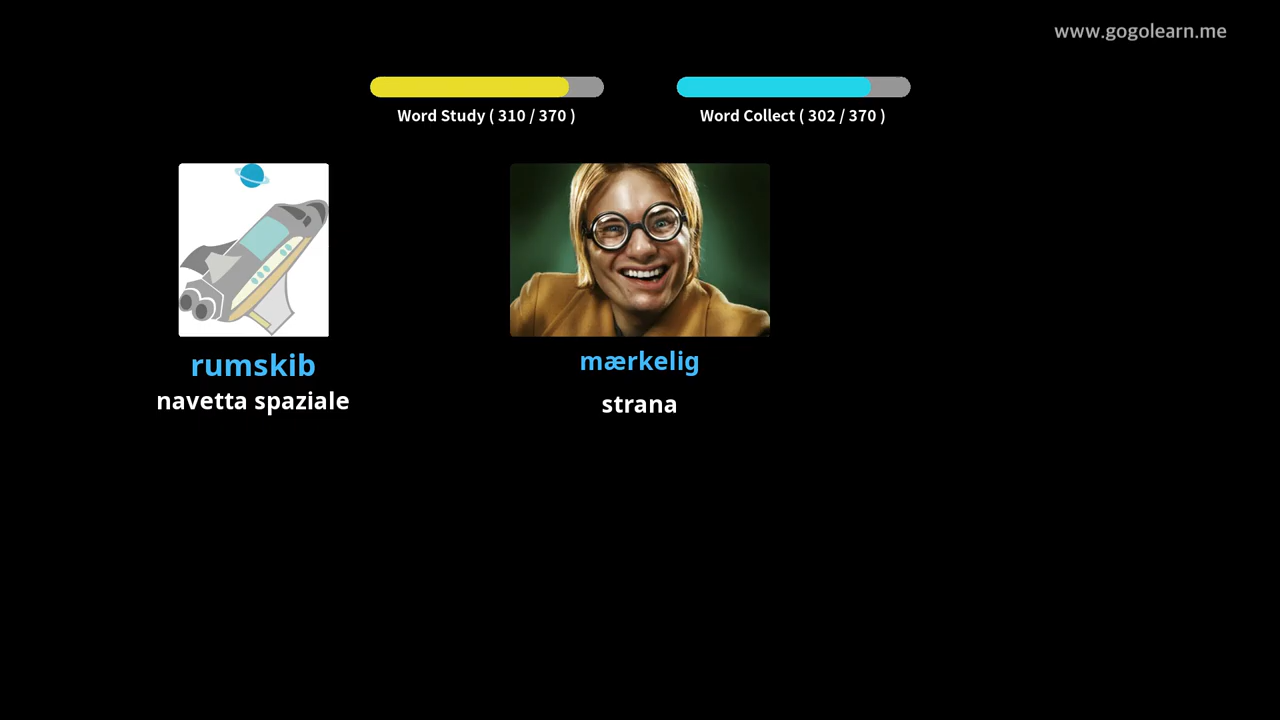 www.gogolearn.me
Word Study ( 310 / 370 )
Word Collect ( 302 / 370 )
rumskib
navetta spaziale
mærkelig
strana